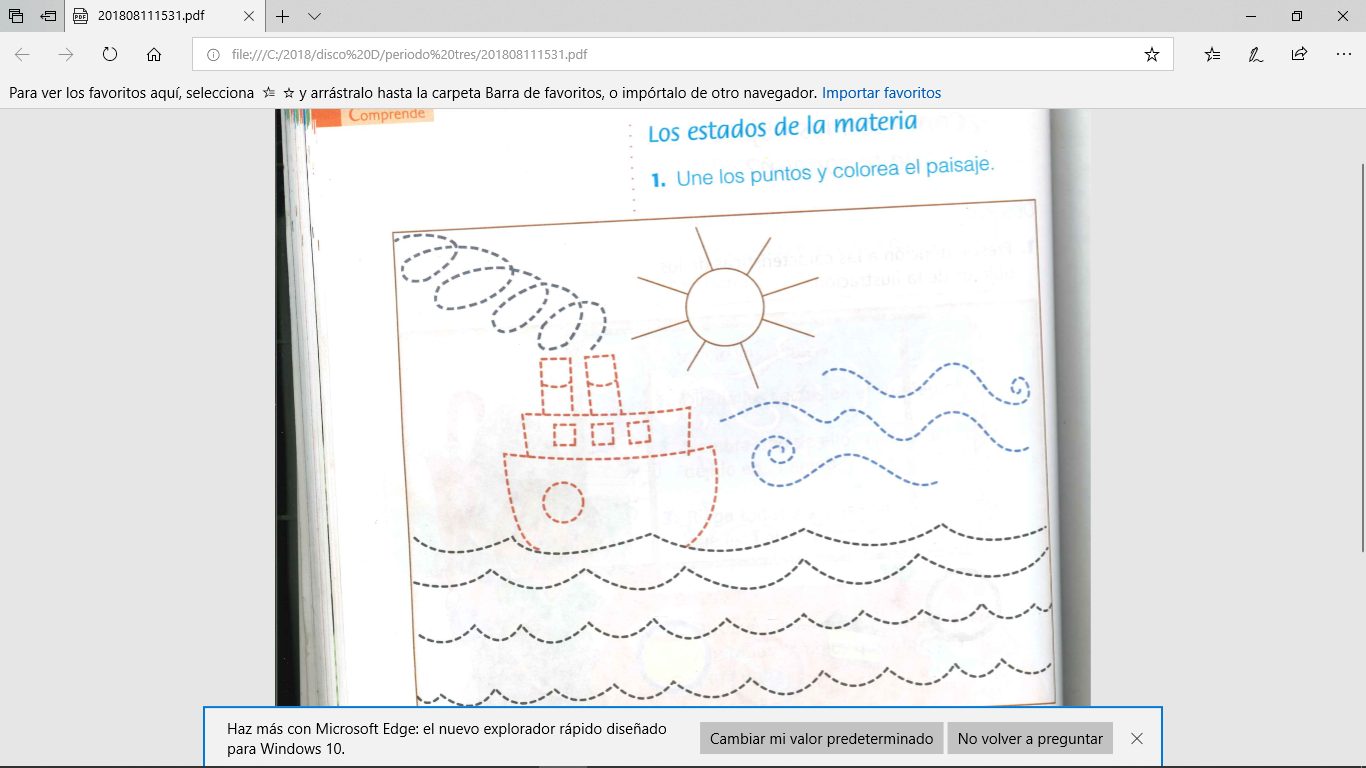 201808111531.pdf
file:///C:/2018/disco%20D/periodo%20tres/201808111531.pdf
Para ver los favoritos aquí, selecciona y arrástralo hasta la carpeta Barra de favoritos, o impórtalo de otro navegador. Importar favoritos
Comprende
Los estados de la materia
1. Une los puntos y colorea el paisaje.
Haz más con Microsoft Edge: el nuevo explorador rápido diseñado
para Windows 10.
Cambiar mi valor predeterminado
No volver a preguntar